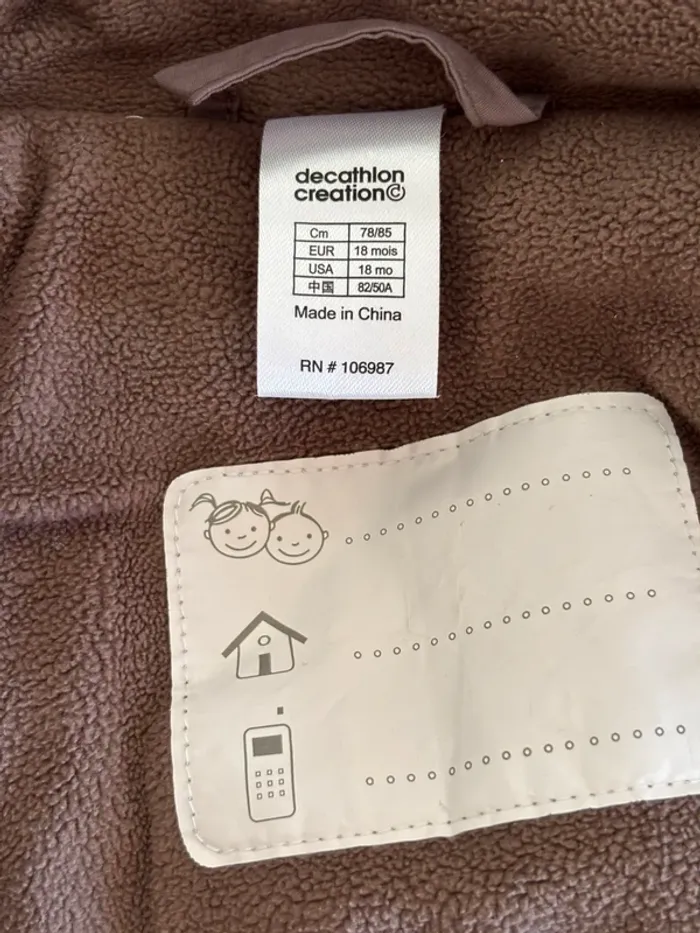 decathlon
creation
Cm 78/85
EUR 18 mois
USA 18 mo
中国 82/50A
Made in China
RN # 106987